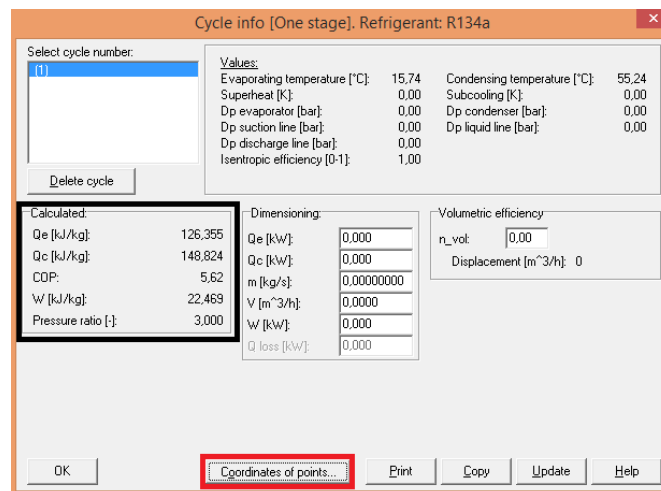 Cycle info [One stage]. Refrigerant: R134a
×
Select cycle number:
(1)
Delete cycle
Values:
Evaporating temperature [°C]: 15,74 Condensing temperature [°C]: 55,24
Superheat [K]: 0,00 Subcooling [K]: 0,00
Dp evaporator [bar]: 0,00 Dp condenser [bar]: 0,00
Dp suction line [bar]: 0,00 Dp liquid line [bar]: 0,00
Dp discharge line [bar]: 0,00
Isentropic efficiency [0-1]: 1,00
Calculated:
Qe [kJ/kg]: 126,355
Qc [kJ/kg]: 148,824
COP: 5,62
W [kJ/kg]: 22,469
Pressure ratio [-]: 3,000
Dimensioning:
Qe [kW]: 0,000
Qc [kW]: 0,000
m [kg/s]: 0,00000000
V [m^3/h]: 0,0000
W [kW]: 0,000
Q loss [kW]: 0,000
Volumetric efficiency
n_vol: 0,00
Displacement [m^3/h]: 0
OK Coordinates of points... Print Copy Update Help